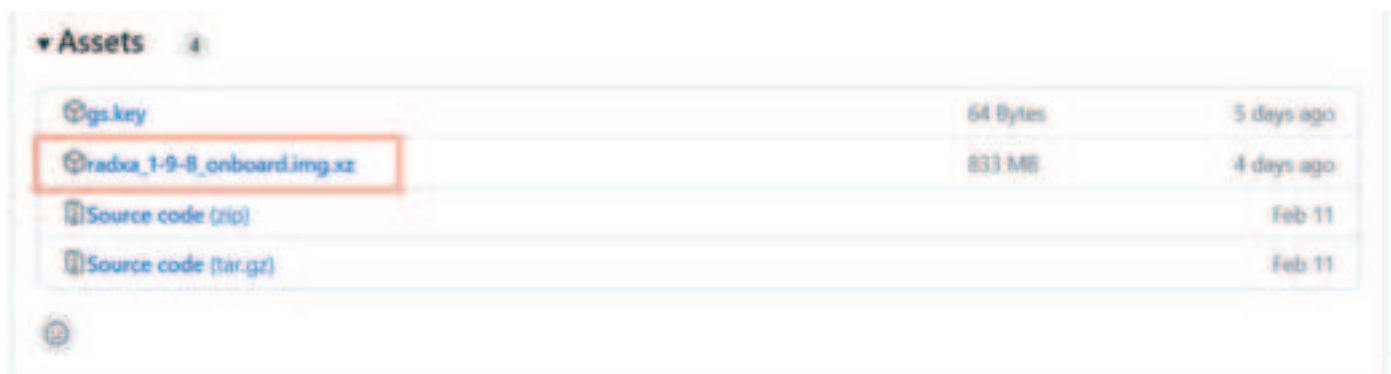 Assets 4
gs.key 64 Bytes 5 days ago
radxa_1-9-8_onboard.img.xz 833 MB 4 days ago
Source code (zip) Feb 11
Source code (tar.gz) Feb 11